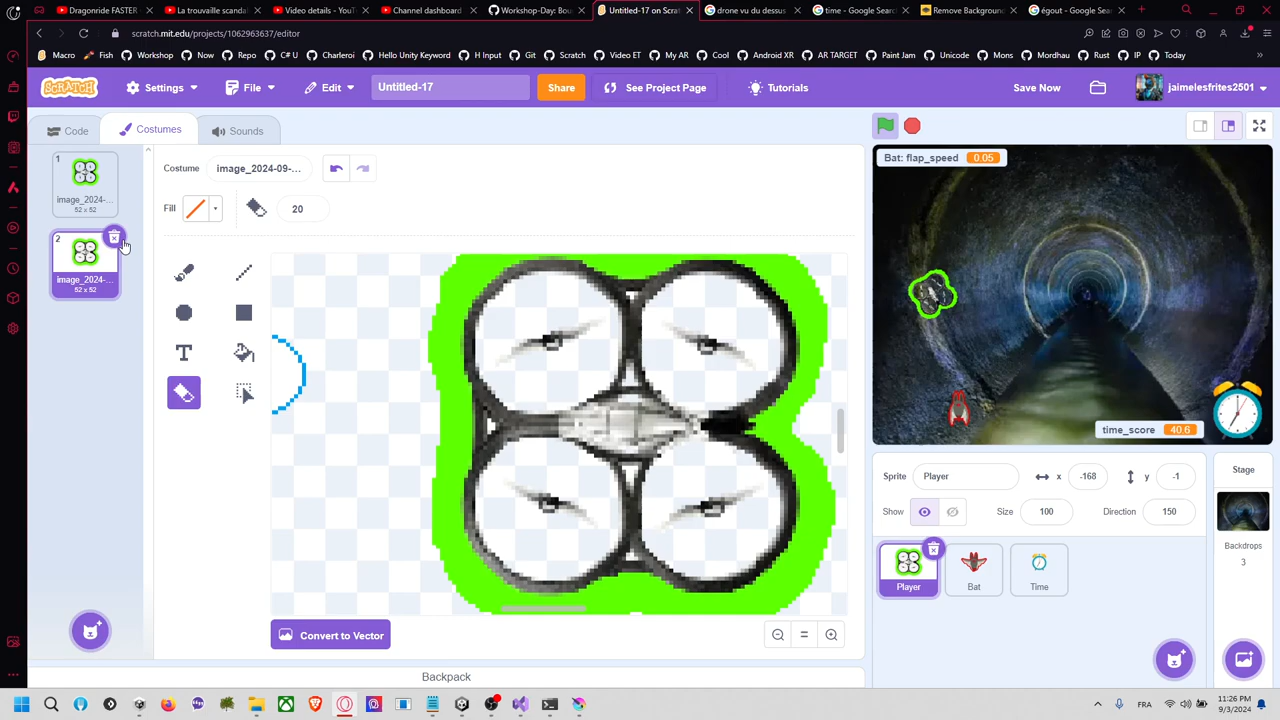 Dragonride FASTER
La trouvaille scandal
Video details - YouT
Channel dashboard
Workshop-Day: Bou
Untitled-17 on Scrat
drone vu du dessus
time - Google Search
Remove Background
égout - Google Sear
scratch.mit.edu/projects/1062963637/editor
Macro
Fish
Workshop
Now
Repo
C# U
Charleroi
Hello Unity Keyword
H Input
Git
Scratch
Video ET
My AR
Cool
Android XR
AR TARGET
Paint Jam
Unicode
Mons
Mordhau
Rust
IP
Today
SCRATCH
Settings
File
Edit
Untitled-17
Share
See Project Page
Tutorials
Save Now
jaimelesfrites2501
Code
Costumes
Sounds
1
image_2024-...
52 x 52
2
image_2024-...
52 x 52
Costume
image_2024-09-...
Fill
20
Convert to Vector
Backpack
Bat: flap_speed 0.05
time_score 40.6
Sprite
Player
x
-168
y
-1
Show
Size
100
Direction
150
Player
Bat
Time
Stage
Backdrops
3
FRA
11:26 PM
9/3/2024